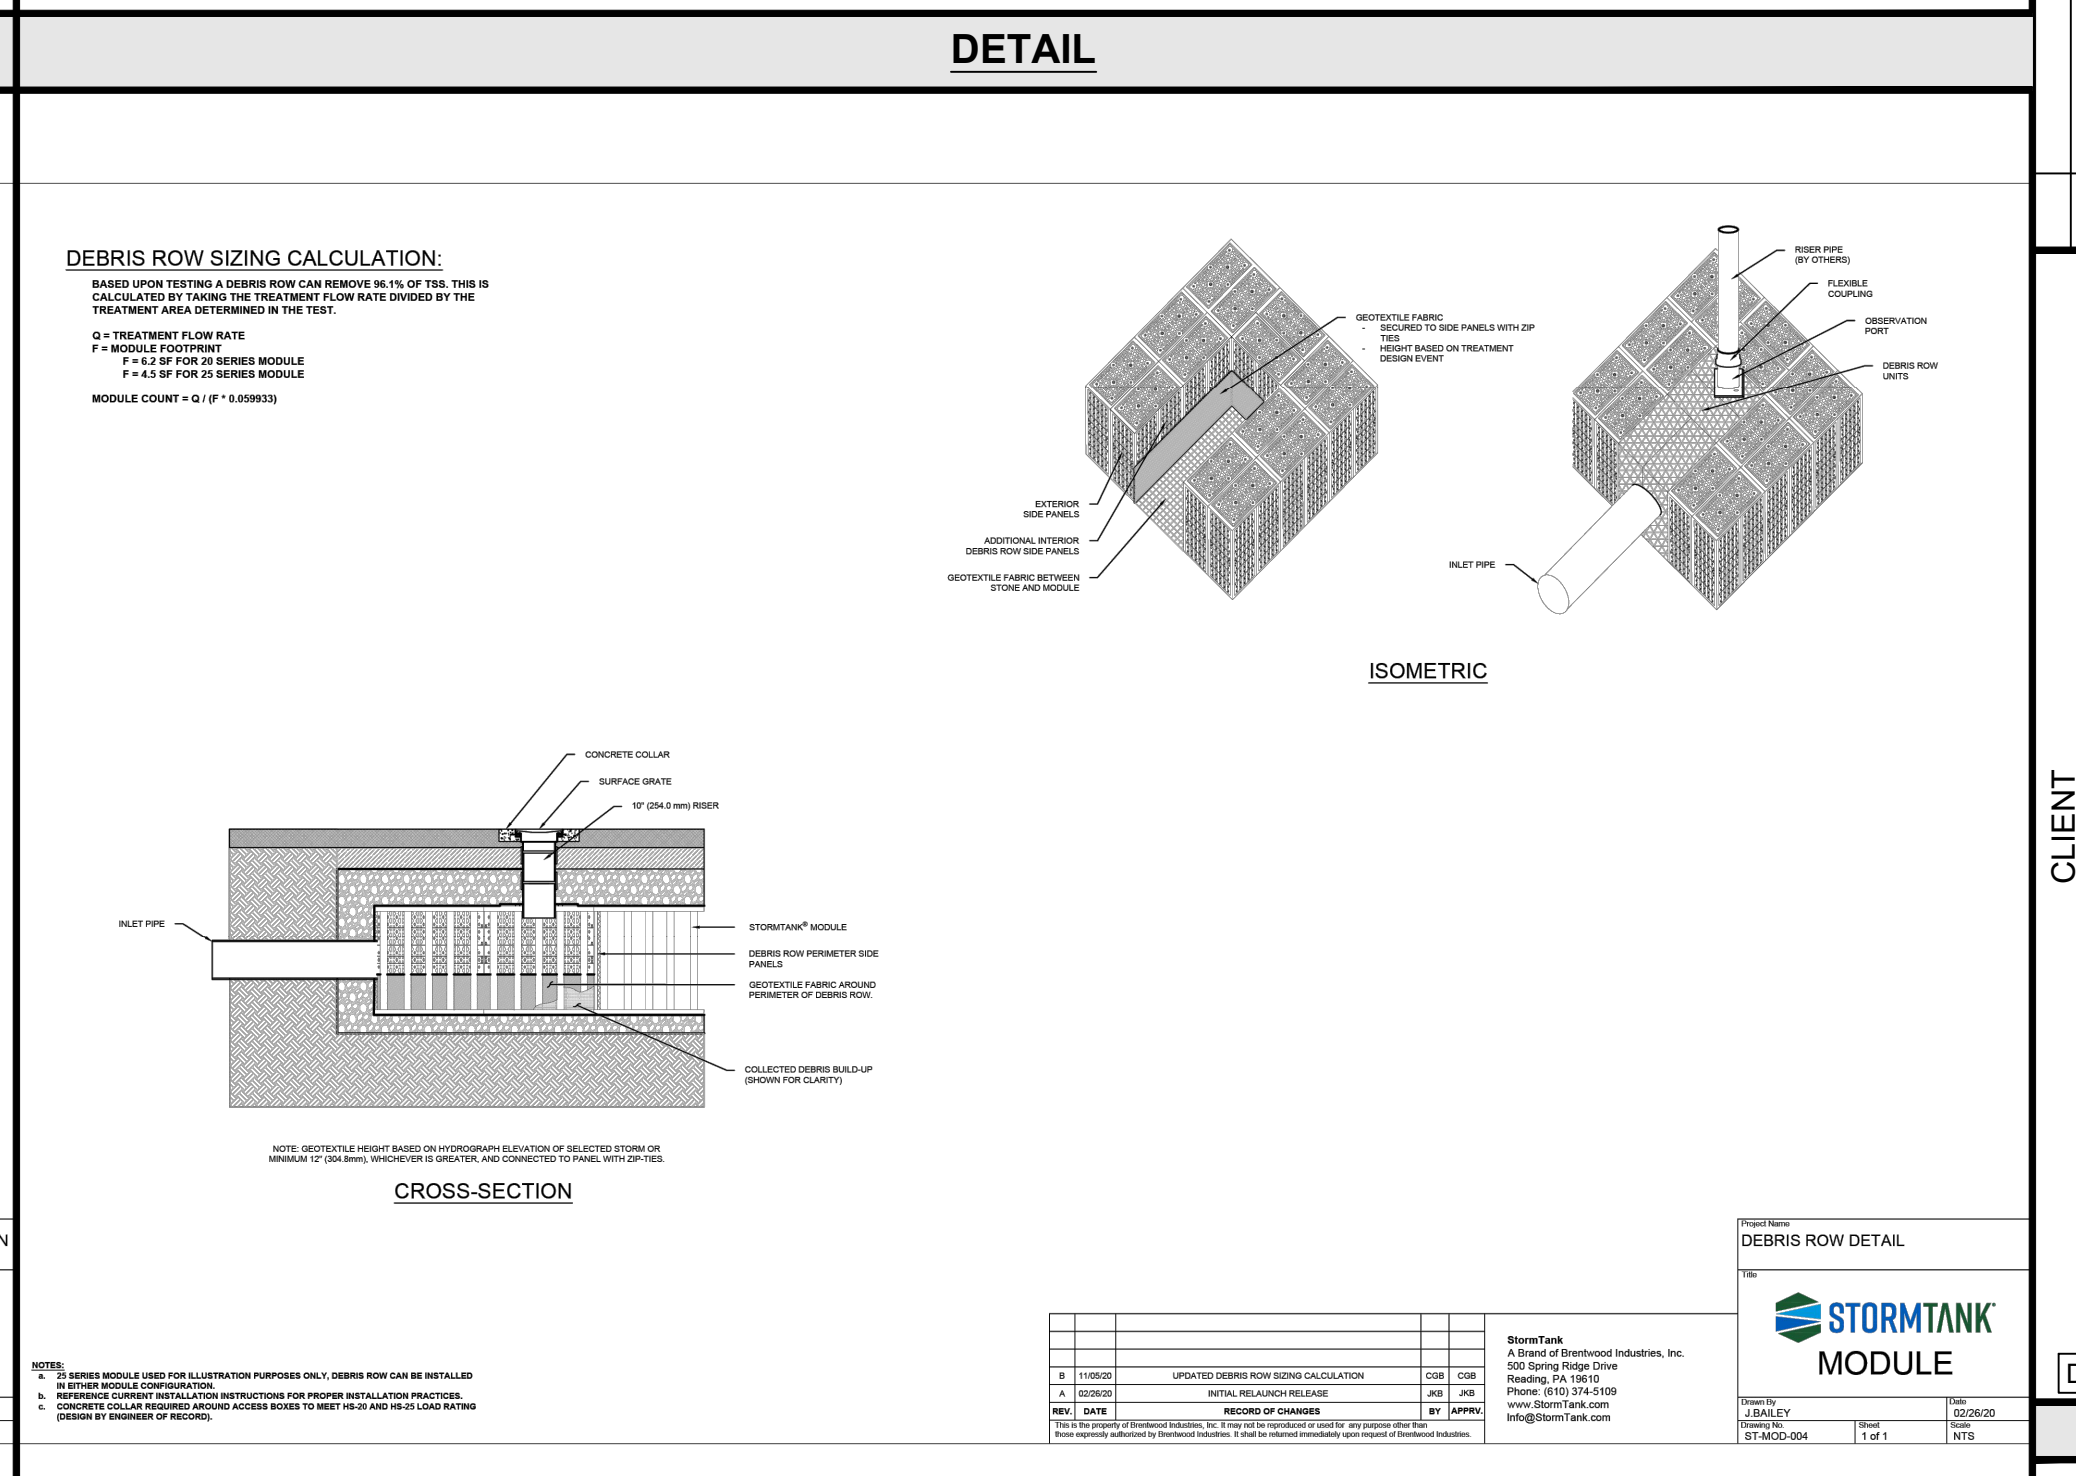 DETAIL
DEBRIS ROW SIZING CALCULATION:
BASED UPON TESTING A DEBRIS ROW CAN REMOVE 96.1% OF TSS. THIS IS
CALCULATED BY TAKING THE TREATMENT FLOW RATE DIVIDED BY THE
TREATMENT AREA DETERMINED IN THE TEST.
Q = TREATMENT FLOW RATE
F = MODULE FOOTPRINT
F = 6.2 SF FOR 20 SERIES MODULE
F = 4.5 SF FOR 25 SERIES MODULE
MODULE COUNT = Q / (F * 0.059933)
GEOTEXTILE FABRIC
- SECURED TO SIDE PANELS WITH ZIP
TIES
- HEIGHT BASED ON TREATMENT
DESIGN EVENT
EXTERIOR
SIDE PANELS
ADDITIONAL INTERIOR
DEBRIS ROW SIDE PANELS
GEOTEXTILE FABRIC BETWEEN
STONE AND MODULE
RISER PIPE
(BY OTHERS)
FLEXIBLE
COUPLING
OBSERVATION
PORT
DEBRIS ROW
UNITS
INLET PIPE
ISOMETRIC
CONCRETE COLLAR
SURFACE GRATE
10" (254.0 mm) RISER
INLET PIPE
STORMTANK® MODULE
DEBRIS ROW PERIMETER SIDE
PANELS
GEOTEXTILE FABRIC AROUND
PERIMETER OF DEBRIS ROW.
COLLECTED DEBRIS BUILD-UP
(SHOWN FOR CLARITY)
NOTE: GEOTEXTILE HEIGHT BASED ON HYDROGRAPH ELEVATION OF SELECTED STORM OR
MINIMUM 12" (304.8mm), WHICHEVER IS GREATER, AND CONNECTED TO PANEL WITH ZIP-TIES.
CROSS-SECTION
CLIENT
NOTES:
a. 25 SERIES MODULE USED FOR ILLUSTRATION PURPOSES ONLY, DEBRIS ROW CAN BE INSTALLED
IN EITHER MODULE CONFIGURATION.
b. REFERENCE CURRENT INSTALLATION INSTRUCTIONS FOR PROPER INSTALLATION PRACTICES.
c. CONCRETE COLLAR REQUIRED AROUND ACCESS BOXES TO MEET HS-20 AND HS-25 LOAD RATING
(DESIGN BY ENGINEER OF RECORD).
B 11/05/20 UPDATED DEBRIS ROW SIZING CALCULATION CGB CGB
A 02/26/20 INITIAL RELAUNCH RELEASE JKB JKB
REV. DATE RECORD OF CHANGES BY APPRV.
This is the property of Brentwood Industries, Inc. It may not be reproduced or used for any purpose other than
those expressly authorized by Brentwood Industries. It shall be returned immediately upon request of Brentwood Industries.
StormTank
A Brand of Brentwood Industries, Inc.
500 Spring Ridge Drive
Reading, PA 19610
Phone: (610) 374-5109
www.StormTank.com
Info@StormTank.com
Project Name
DEBRIS ROW DETAIL
Title
STORMTANK
MODULE
Drawn By Date
J.BAILEY 02/26/20
Drawing No. Sheet Scale
ST-MOD-004 1 of 1 NTS